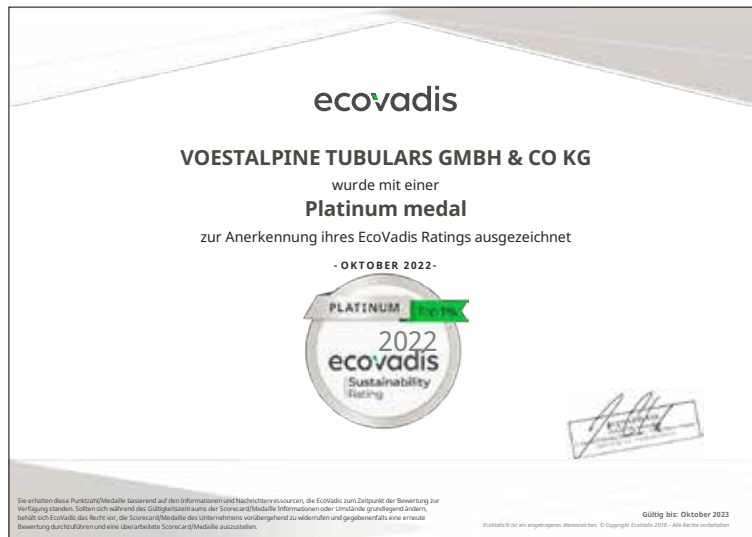 ecovadis
VOESTALPINE TUBULARS GMBH & CO KG
wurde mit einer
Platinum medal
zur Anerkennung ihres EcoVadis Ratings ausgezeichnet
- OKTOBER 2022-
PLATINUM Top 1%
2022
ecovadis
Sustainability
Rating
Sie erhalten diese Punktzahl/Medaille basierend auf den Informationen und Nachrichtenressourcen, die EcoVadis zum Zeitpunkt der Bewertung zur
Verfügung standen. Sollten sich während des Gültigkeitszeitraums der Scorecard/Medaille Informationen oder Umstände grundlegend ändern,
behält sich EcoVadis das Recht vor, die Scorecard/Medaille des Unternehmens vorübergehend zu widerrufen und gegebenenfalls eine erneute
Bewertung durchzuführen und eine überarbeitete Scorecard/Medaille auszustellen.
Gültig bis: Oktober 2023
EcoVadis® ist ein eingetragenes Warenzeichen. © Copyright EcoVadis 2018 – Alle Rechte vorbehalten